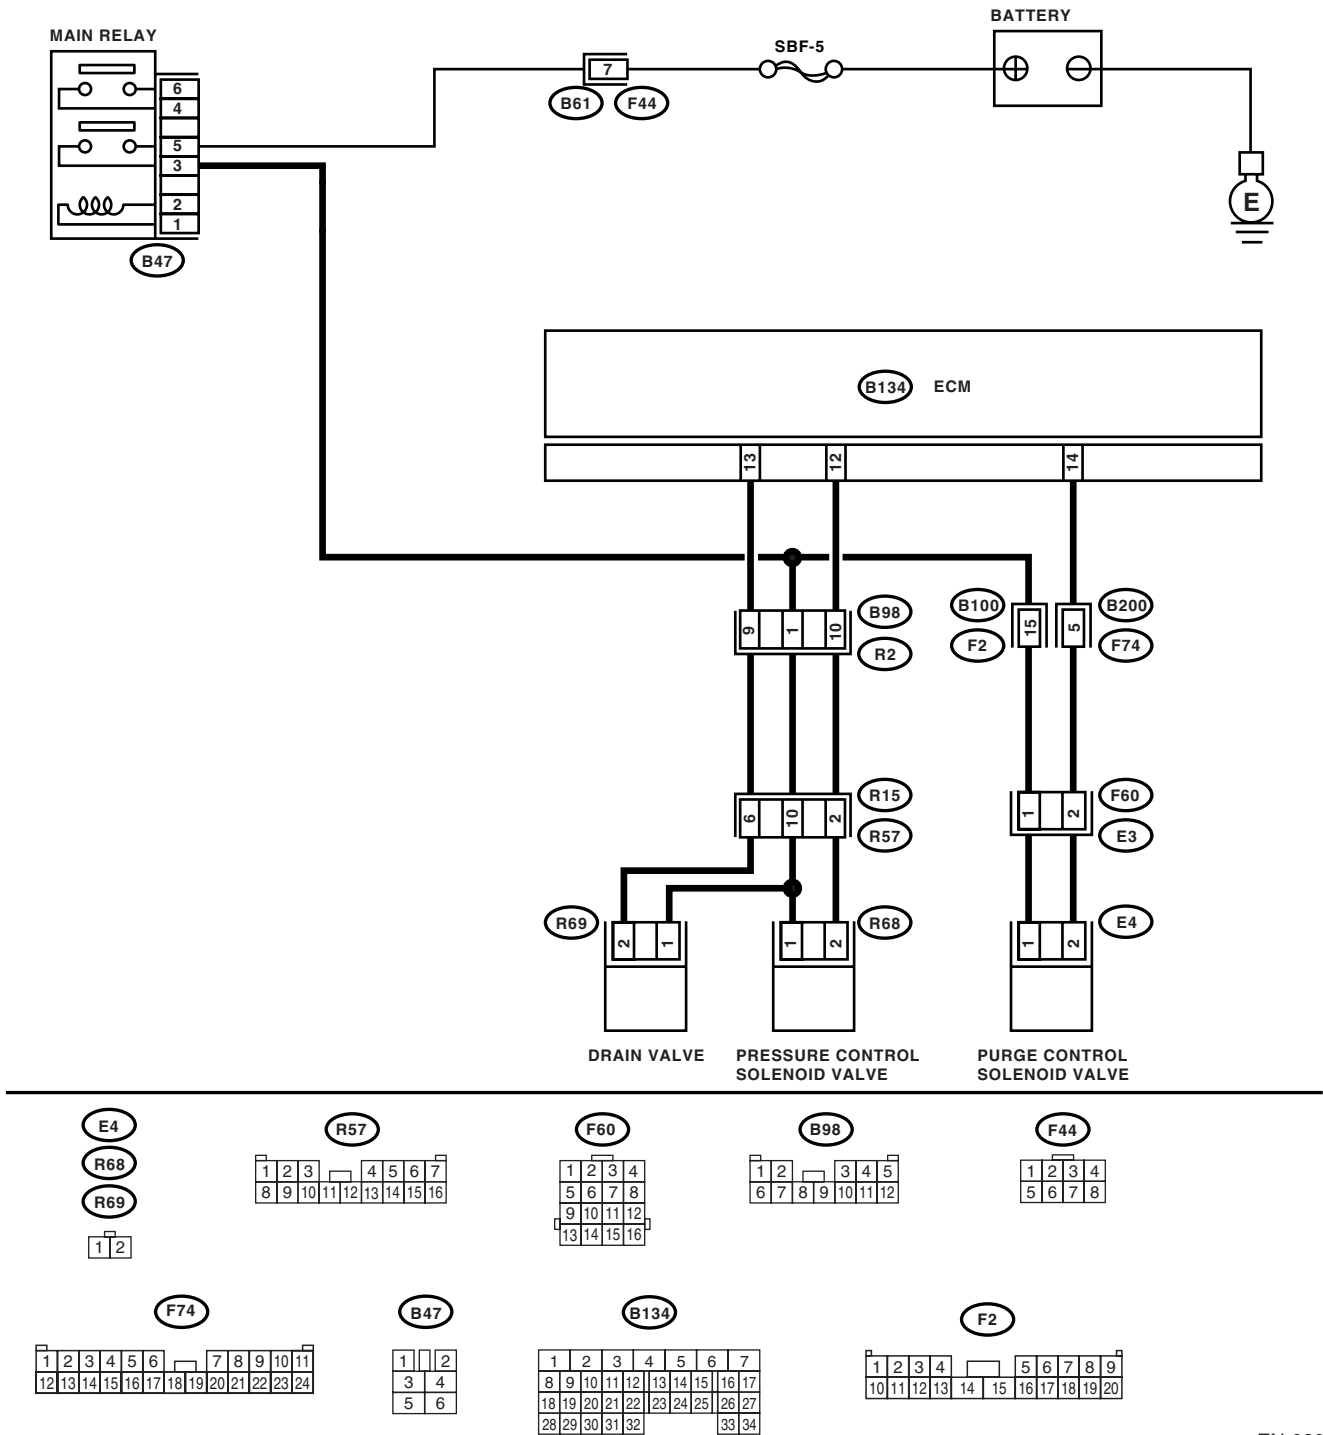 BATTERY
MAIN RELAY
SBF-5
7
B61 F44
6
4
5
3
2
1
B47
E
B134 ECM
13 12 14
B98
R2
9 1 10
B100
F2
15
5
B200
F74
R15
R57
6 10 2
F60
E3
1 2
R69
2 1
1 2
R68
1 2
E4
DRAIN VALVE
PRESSURE CONTROL
SOLENOID VALVE
PURGE CONTROL
SOLENOID VALVE
E4
R68
R69
1 2
R57
1 2 3 4 5 6 7
8 9 10 11 12 13 14 15 16
F60
1 2 3 4
5 6 7 8
9 10 11 12
13 14 15 16
B98
1 2 3 4 5
6 7 8 9 10 11 12
F44
1 2 3 4
5 6 7 8
F74
1 2 3 4 5 6 7 8 9 10 11
12 13 14 15 16 17 18 19 20 21 22 23 24
B47
1 2
3 4
5 6
B134
1 2 3 4 5 6 7
8 9 10 11 12 13 14 15 16 17
18 19 20 21 22 23 24 25 26 27
28 29 30 31 32 33 34
F2
1 2 3 4 5 6 7 8 9
10 11 12 13 14 15 16 17 18 19 20